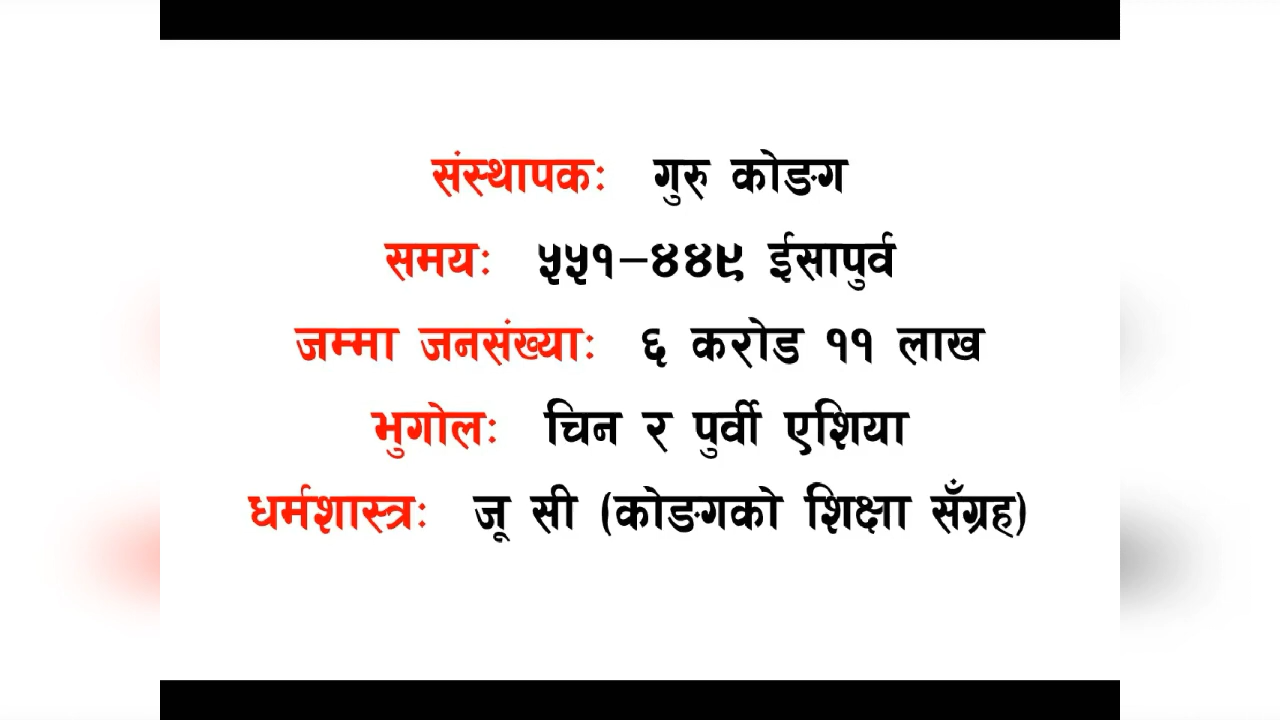 संस्थापकः गुरु कोङग
समयः ५५१–४४९ ईसापुर्व
जम्मा जनसंख्याः ६ करोड ११ लाख
भुगोलः चिन र पुर्वी एशिया
धर्मशास्त्रः जू सी (कोङगको शिक्षा सँग्रह)